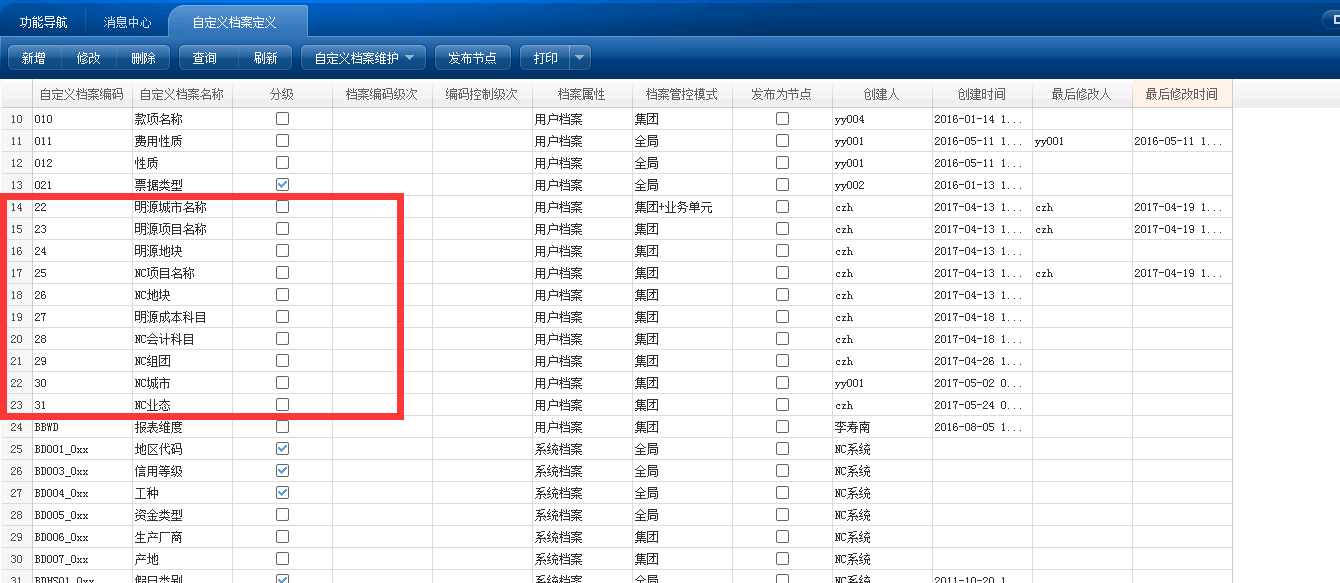 功能导航 消息中心 自定义档案定义
新增 修改 删除 查询 刷新 自定义档案维护 发布节点 打印
自定义档案编码 自定义档案名称 分级 档案编码级次 编码控制级次 档案属性 档案管控模式 发布为节点 创建人 创建时间 最后修改人 最后修改时间
10 010 款项名称 用户档案 集团 yy004 2016-01-14 1...
11 011 费用性质 用户档案 全局 yy001 2016-05-11 1... yy001 2016-05-11 1...
12 012 性质 用户档案 全局 yy001 2016-05-11 1...
13 021 票据类型 用户档案 全局 yy002 2016-01-13 1...
14 22 明源城市名称 用户档案 集团+业务单元 czh 2017-04-13 1... czh 2017-04-19 1...
15 23 明源项目名称 用户档案 集团 czh 2017-04-13 1... czh 2017-04-19 1...
16 24 明源地块 用户档案 集团 czh 2017-04-13 1...
17 25 NC项目名称 用户档案 集团 czh 2017-04-13 1... czh 2017-04-19 1...
18 26 NC地块 用户档案 集团 czh 2017-04-13 1...
19 27 明源成本科目 用户档案 集团 czh 2017-04-18 1...
20 28 NC会计科目 用户档案 集团 czh 2017-04-18 1...
21 29 NC组团 用户档案 集团 czh 2017-04-26 1...
22 30 NC城市 用户档案 集团 yy001 2017-05-02 0...
23 31 NC业态 用户档案 集团 czh 2017-05-24 0...
24 BBWD 报表维度 用户档案 集团 李寿南 2016-08-05 1...
25 BD001_0xx 地区代码 系统档案 全局 NC系统
26 BD003_0xx 信用等级 系统档案 全局 NC系统
27 BD004_0xx 工种 系统档案 全局 NC系统
28 BD005_0xx 资金类型 系统档案 全局 NC系统
29 BD006_0xx 生产厂商 系统档案 集团 NC系统
30 BD007_0xx 产地 系统档案 集团 NC系统
31 BDHS01_0xx 假日类别 系统档案 全局 NC系统 2011-10-20 1...